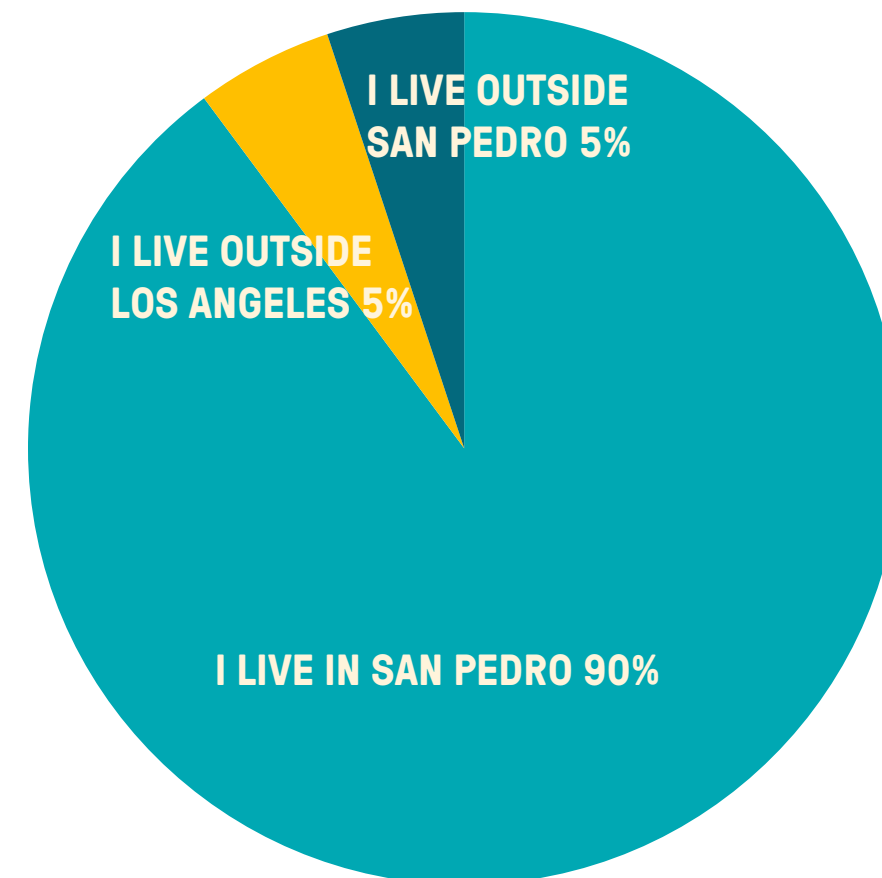 I LIVE OUTSIDE
SAN PEDRO 5%
I LIVE OUTSIDE
LOS ANGELES 5%
I LIVE IN SAN PEDRO 90%